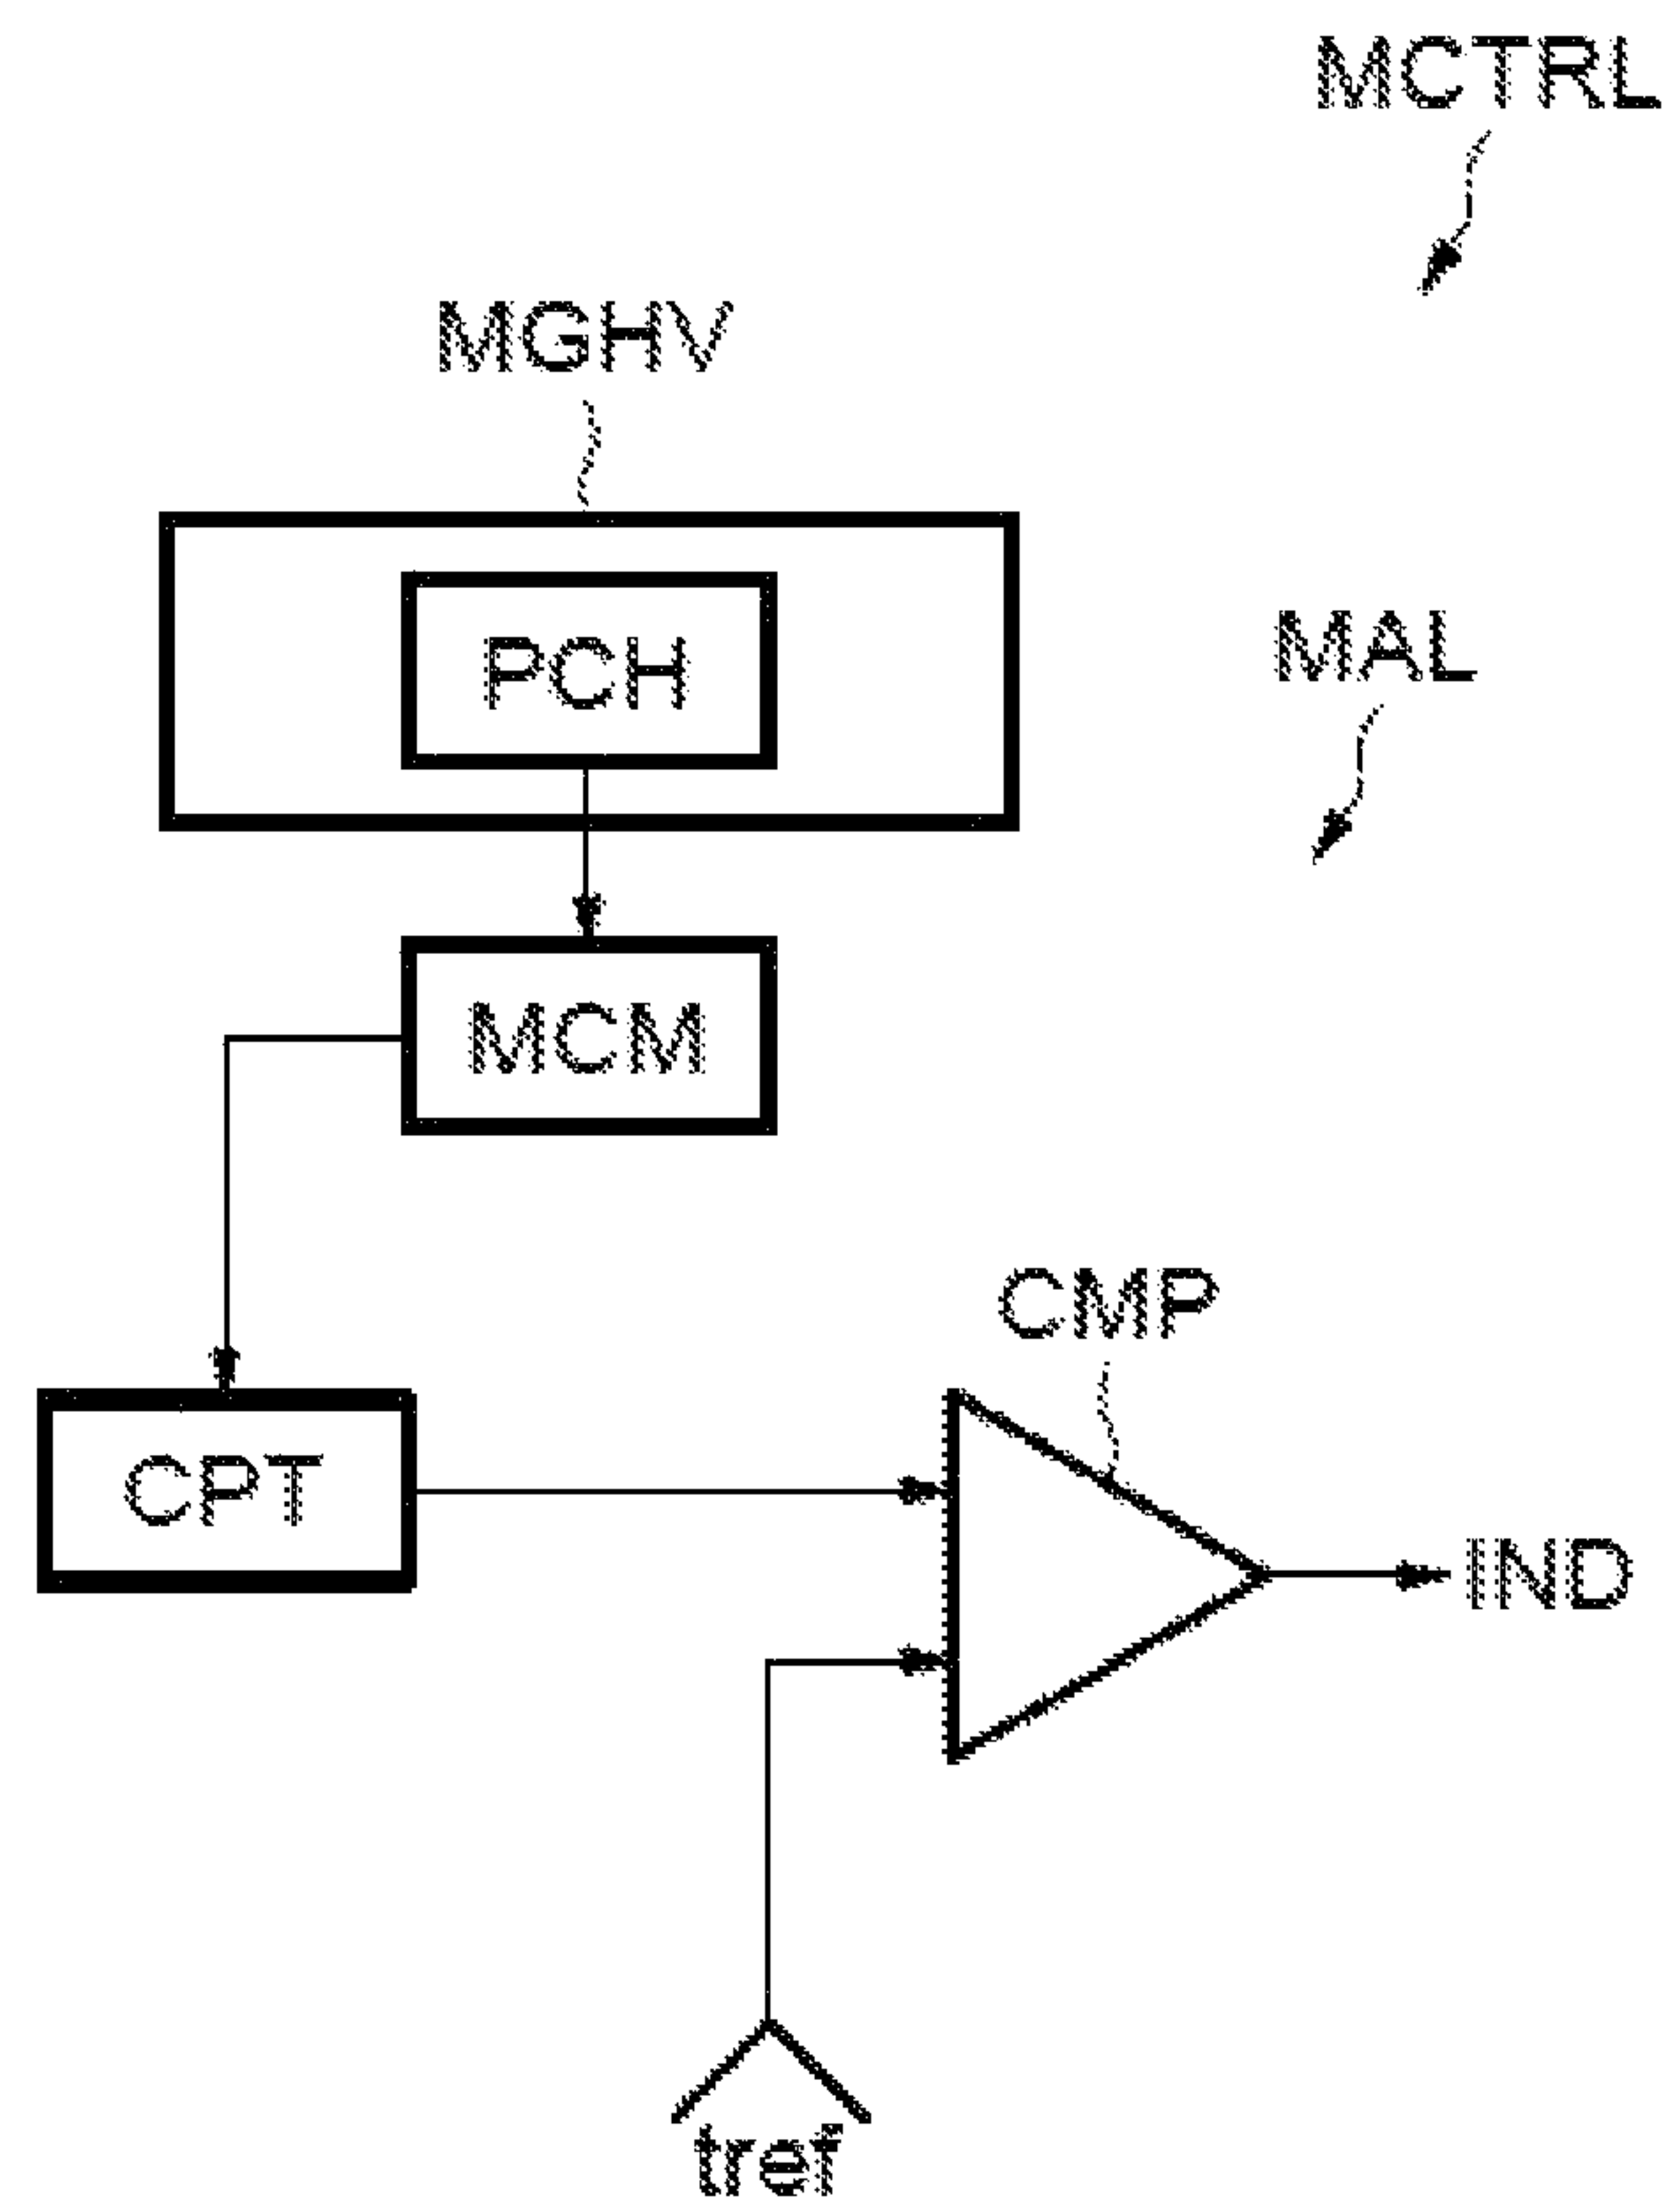 MCTRL
MGHV
PCH
MAL
MCM
CMP
CPT
IND
tref